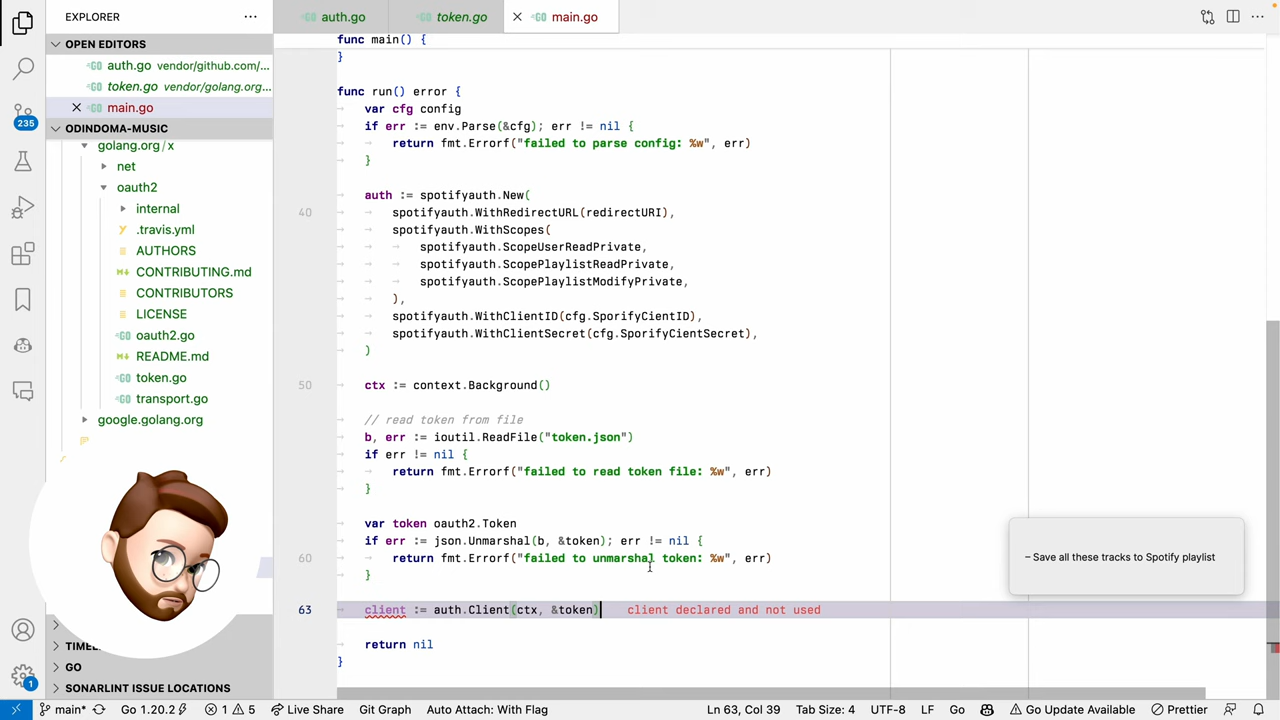 EXPLORER
auth.go
token.go
main.go
OPEN EDITORS
auth.go vendor/github.com/...
token.go vendor/golang.org...
main.go
ODINDOMA-MUSIC
golang.org/x
net
oauth2
internal
.travis.yml
AUTHORS
CONTRIBUTING.md
CONTRIBUTORS
LICENSE
oauth2.go
README.md
token.go
transport.go
google.golang.org
GO
SONARLINT ISSUE LOCATIONS
235
1
func main() {
}
func run() error {
var cfg config
if err := env.Parse(&cfg); err != nil {
return fmt.Errorf("failed to parse config: %w", err)
}
auth := spotifyauth.New(
40 spotifyauth.WithRedirectURL(redirectURI),
spotifyauth.WithScopes(
spotifyauth.ScopeUserReadPrivate,
spotifyauth.ScopePlaylistReadPrivate,
spotifyauth.ScopePlaylistModifyPrivate,
),
spotifyauth.WithClientID(cfg.SporifyCientID),
spotifyauth.WithClientSecret(cfg.SporifyCientSecret),
)
50 ctx := context.Background()
// read token from file
b, err := ioutil.ReadFile("token.json")
if err != nil {
return fmt.Errorf("failed to read token file: %w", err)
}
var token oauth2.Token
if err := json.Unmarshal(b, &token); err != nil {
60 return fmt.Errorf("failed to unmarshal token: %w", err)
}
63 client := auth.Client(ctx, &token) client declared and not used
return nil
}
– Save all these tracks to Spotify playlist
main* Go 1.20.2 1 5 Live Share Git Graph Auto Attach: With Flag Ln 63, Col 39 Tab Size: 4 UTF-8 LF Go Go Update Available Prettier